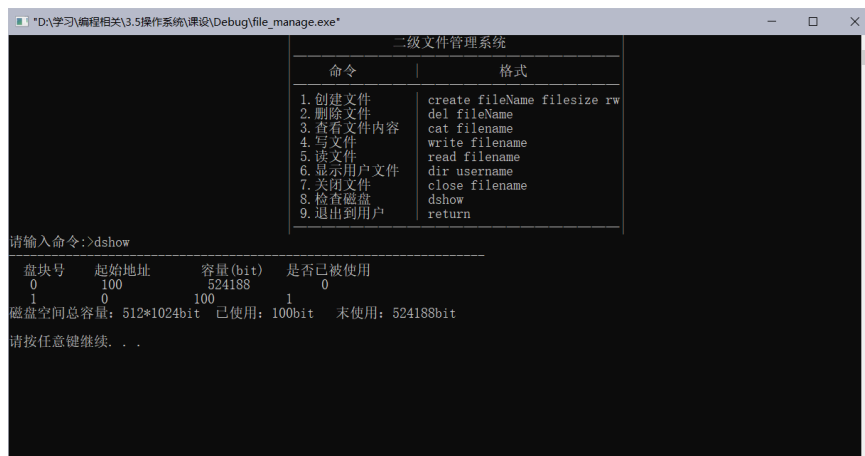 "D:\学习\编程相关\3.5操作系统\课设\Debug\file_manage.exe"
二级文件管理系统
命令 | 格式
1.创建文件 | create fileName filesize rw
2.删除文件 | del fileName
3.查看文件内容 | cat filename
4.写文件 | write filename
5.读文件 | read filename
6.显示用户文件 | dir username
7.关闭文件 | close filename
8.检查磁盘 | dshow
9.退出到用户 | return
请输入命令:>dshow
盘块号 起始地址 容量(bit) 是否已被使用
0 100 524188 0
1 0 100 1
磁盘空间总容量: 512*1024bit 已使用: 100bit 末使用: 524188bit
请按任意键继续. . .